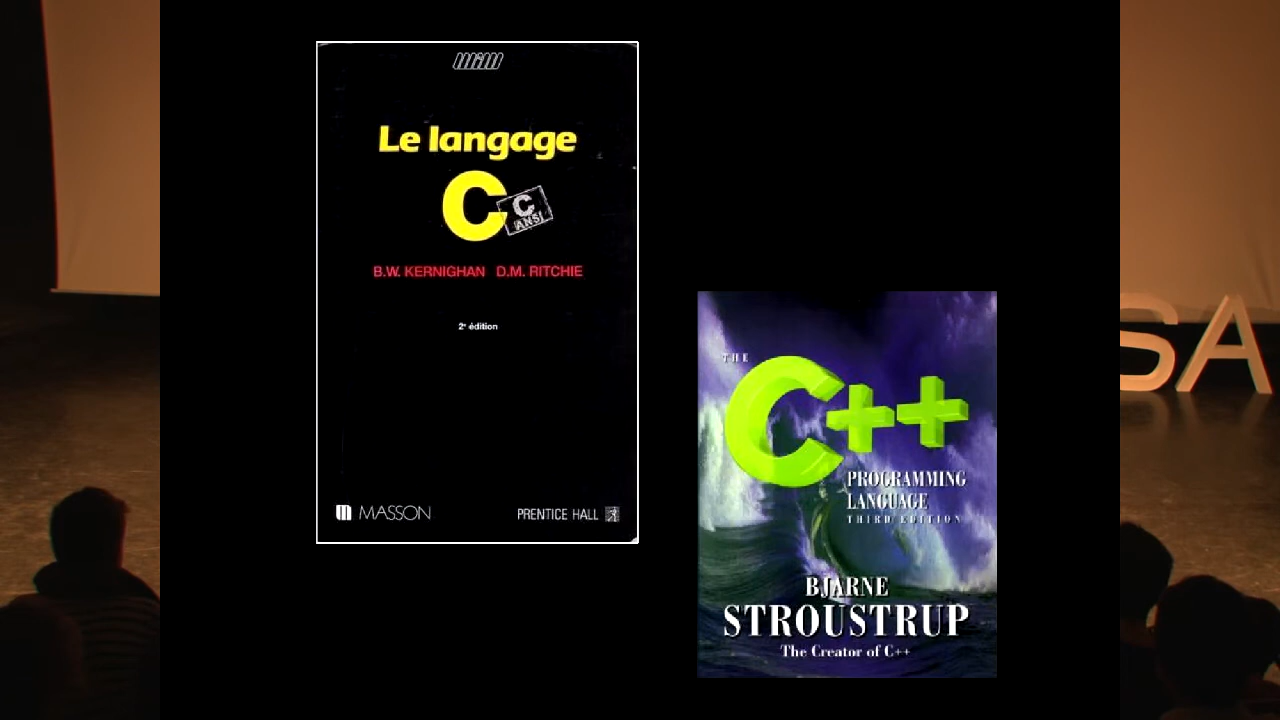 Le langage
C
C
ANSI
B.W. KERNIGHAN D.M. RITCHIE
2e édition
MASSON
PRENTICE HALL
THE
C++
PROGRAMMING
LANGUAGE
THIRD EDITION
BJARNE
STROUSTRUP
The Creator of C++
SA